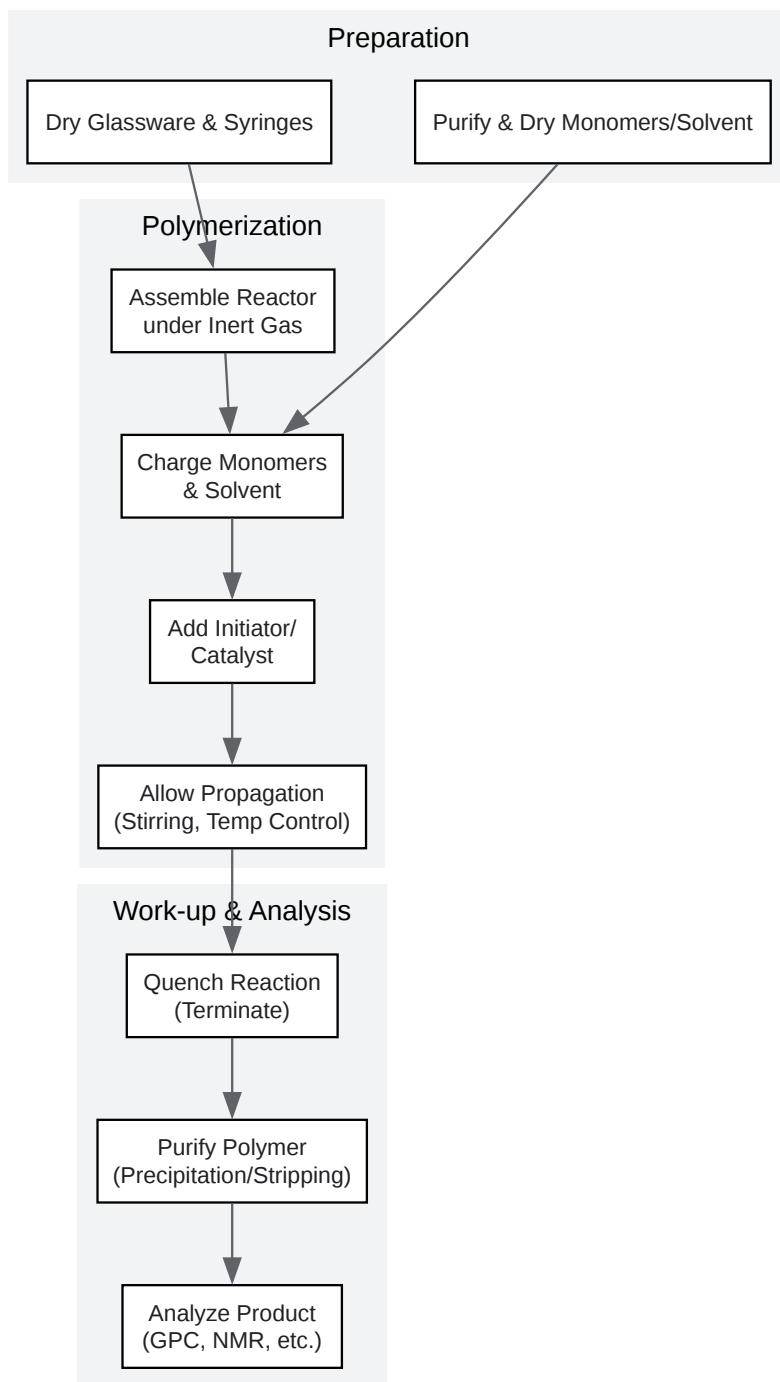 Preparation
Dry Glassware & Syringes
Purify & Dry Monomers/Solvent
Polymerization
Assemble Reactor
under Inert Gas
Charge Monomers
& Solvent
Add Initiator/
Catalyst
Allow Propagation
(Stirring, Temp Control)
Work-up & Analysis
Quench Reaction
(Terminate)
Purify Polymer
(Precipitation/Stripping)
Analyze Product
(GPC, NMR, etc.)